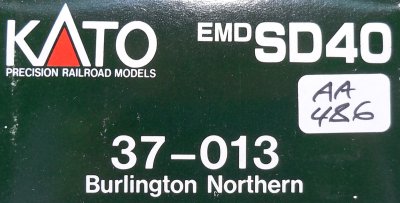 KATO
PRECISION RAILROAD MODELS
EMD SD40
AA
486
37-013
Burlington Northern